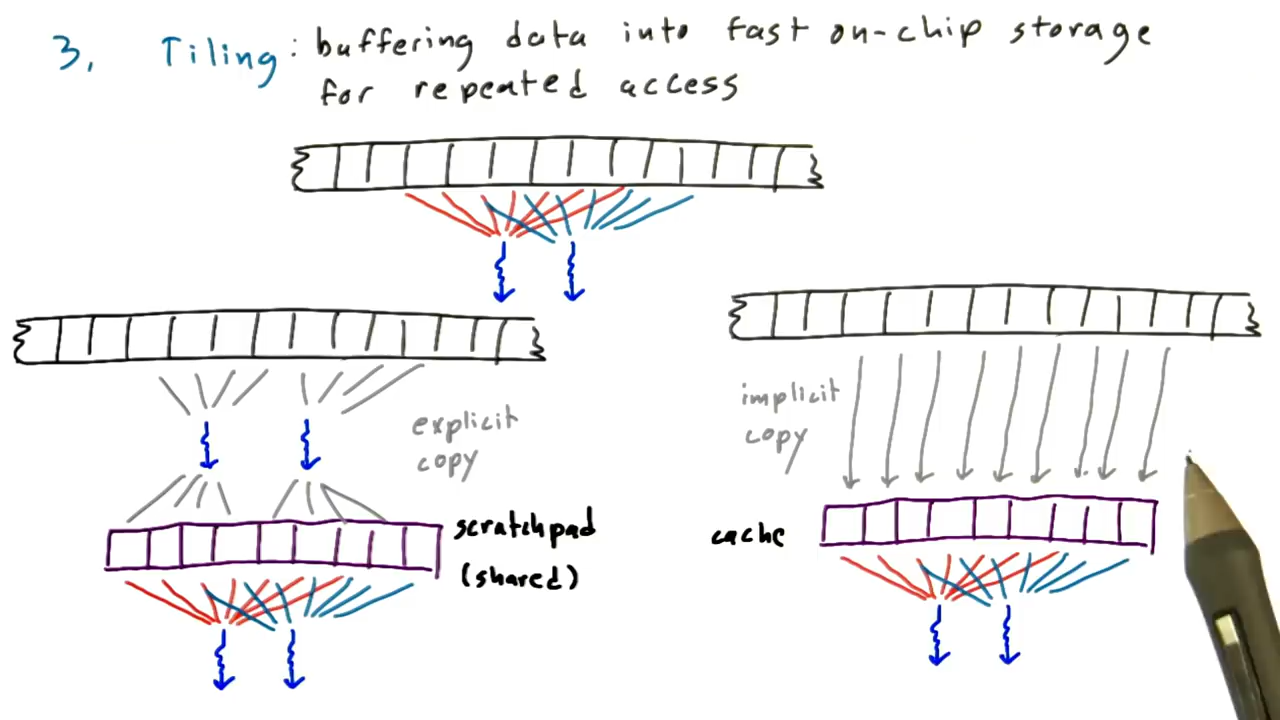 3. Tiling: buffering data into fast on-chip storage
for repeated access
explicit
copy
scratchpad
(shared)
implicit
copy
cache